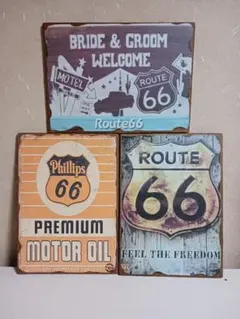 BRIDE & GROOM
WELCOME
MOTEL
ROUTE
66
Route66
Phillips
66
PREMIUM
MOTOR OIL
ROUTE
66
FEEL THE FREEDOM